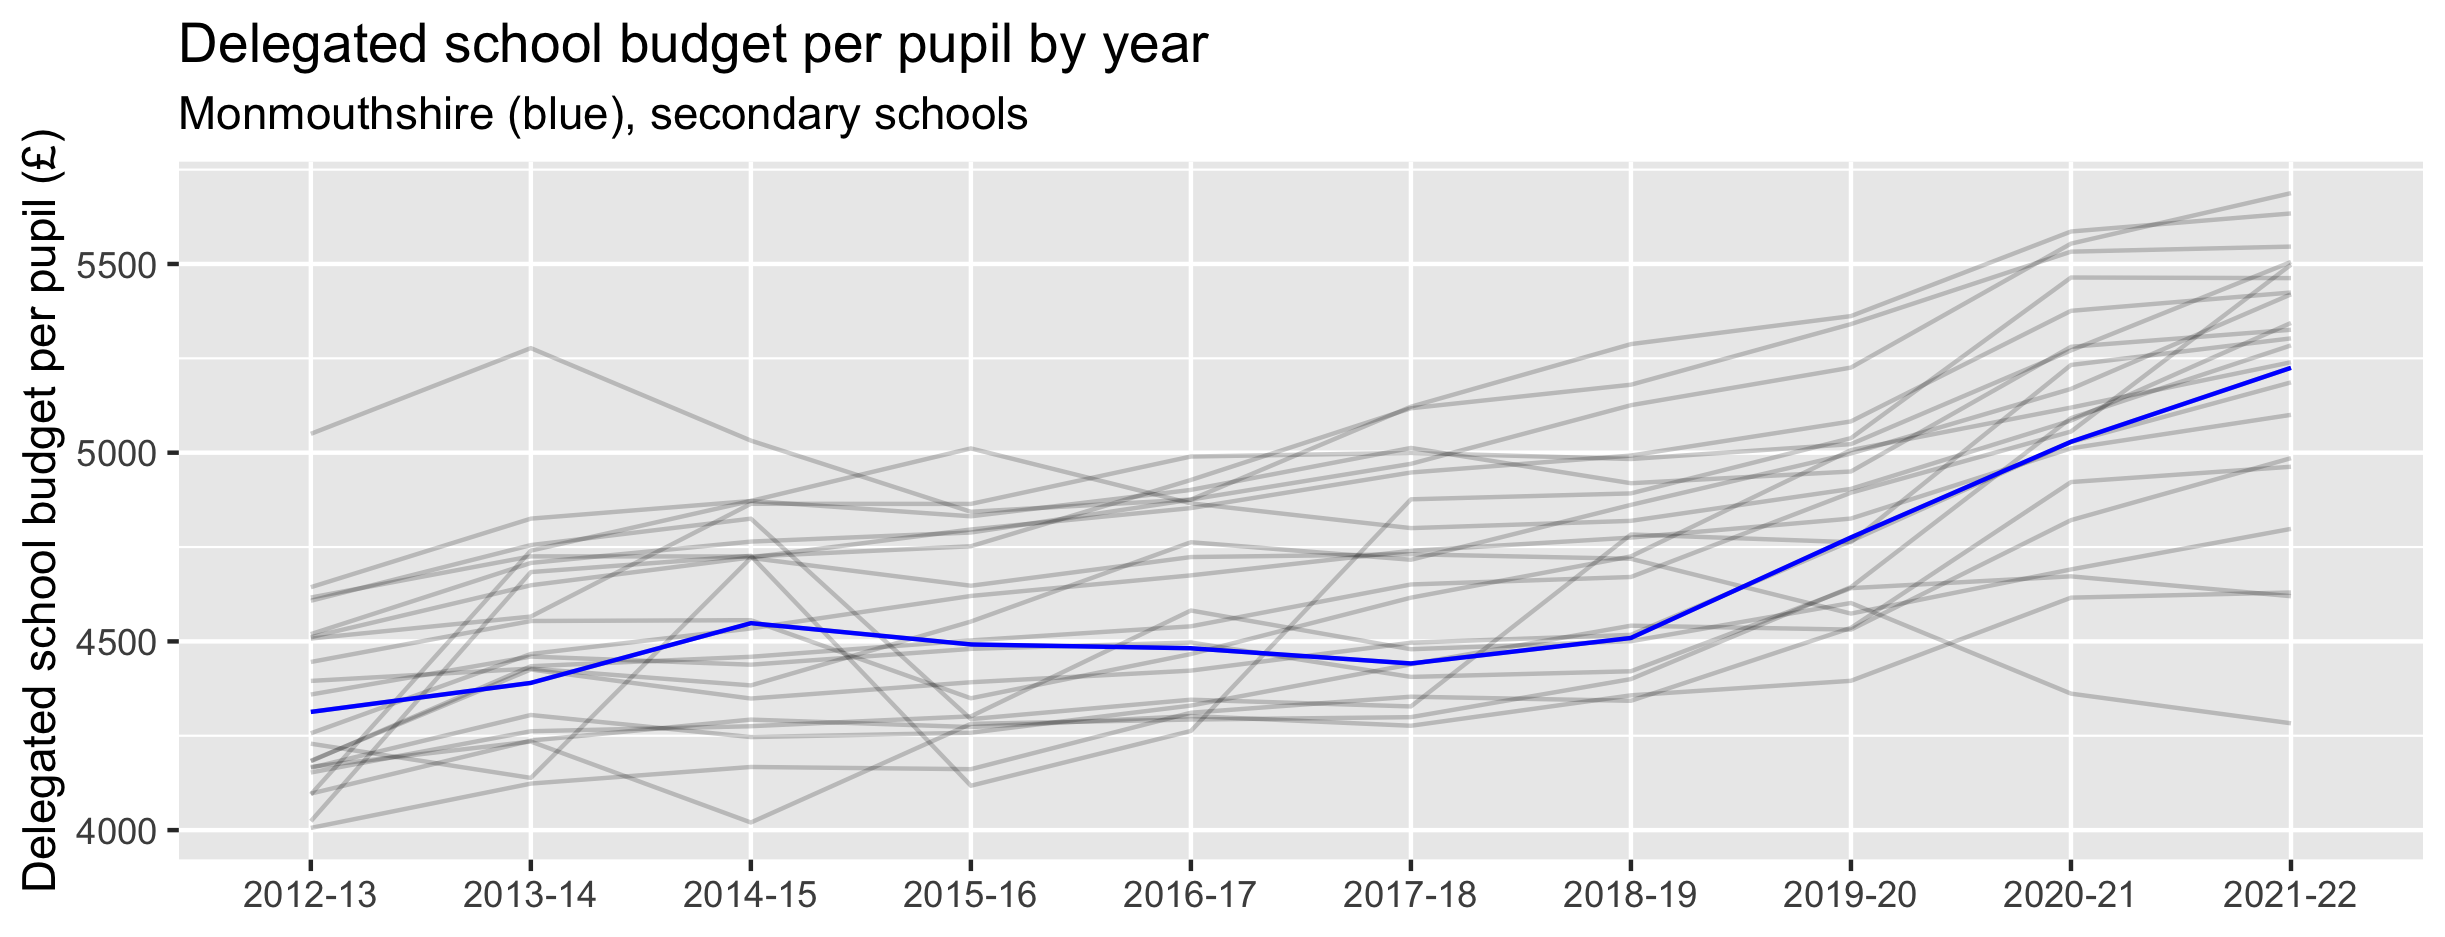 Delegated school budget per pupil by year
Monmouthshire (blue), secondary schools
Delegated school budget per pupil (£)
5500
5000
4500
4000
2012-13 2013-14 2014-15 2015-16 2016-17 2017-18 2018-19 2019-20 2020-21 2021-22